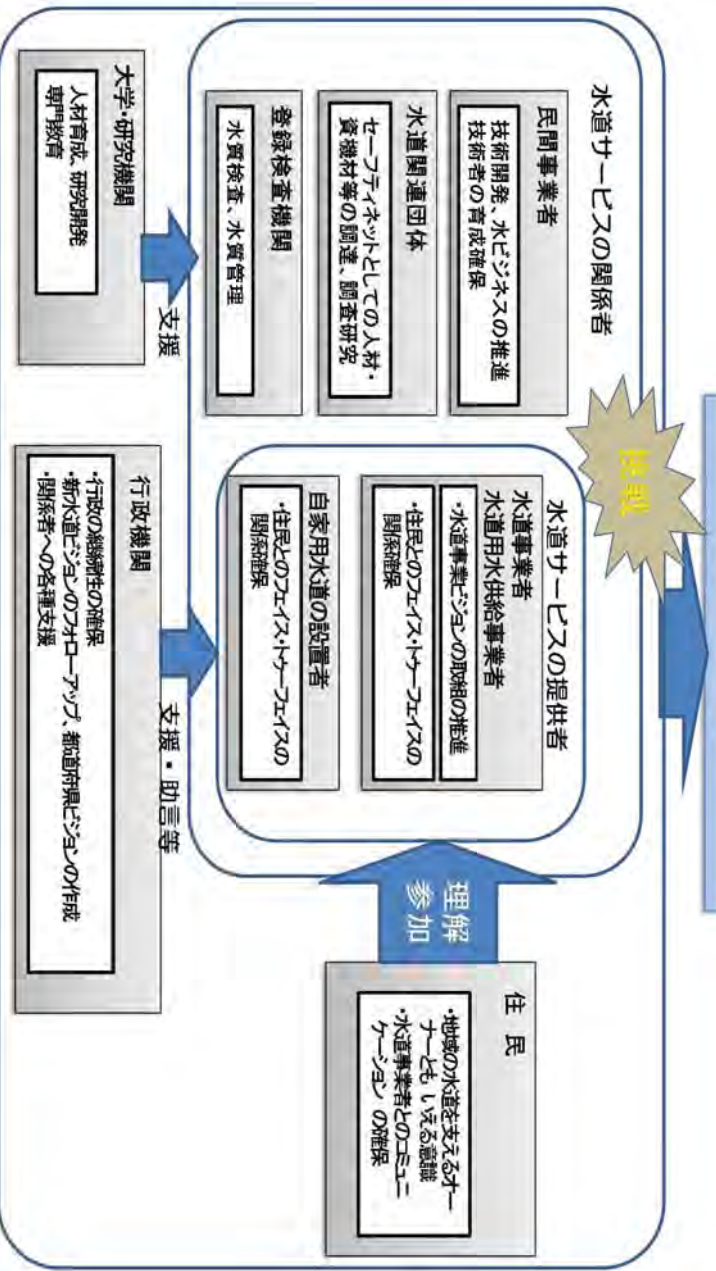 水道サービスの関係者
民間事業者
技術開発、水ビジネスの推進
技術者の育成確保
水道関連団体
セーフティネットとしての人材・
資機材等の調達、調査研究
登録検査機関
水質検査、水質管理
挑戦
水道サービスの提供者
水道事業者
水道用水供給事業者
・水道事業ビジョンの取組の推進
・住民とのフェイス・トゥーフェイスの
関係確保
自家用水道の設置者
・住民とのフェイス・トゥーフェイスの
関係確保
理解
参加
住 民
・地域の水道を支えるオー
ナーとも いえる意識
・水道事業者とのコミュニ
ケーション の確保
支援
大学・研究機関
人材育成、研究開発
専門教育
支援・助言等
行政機関
・行政の継続性の確保
・新水道ビジョンのフォローアップ、都道府県ビジョンの作成
・関係者への各種支援